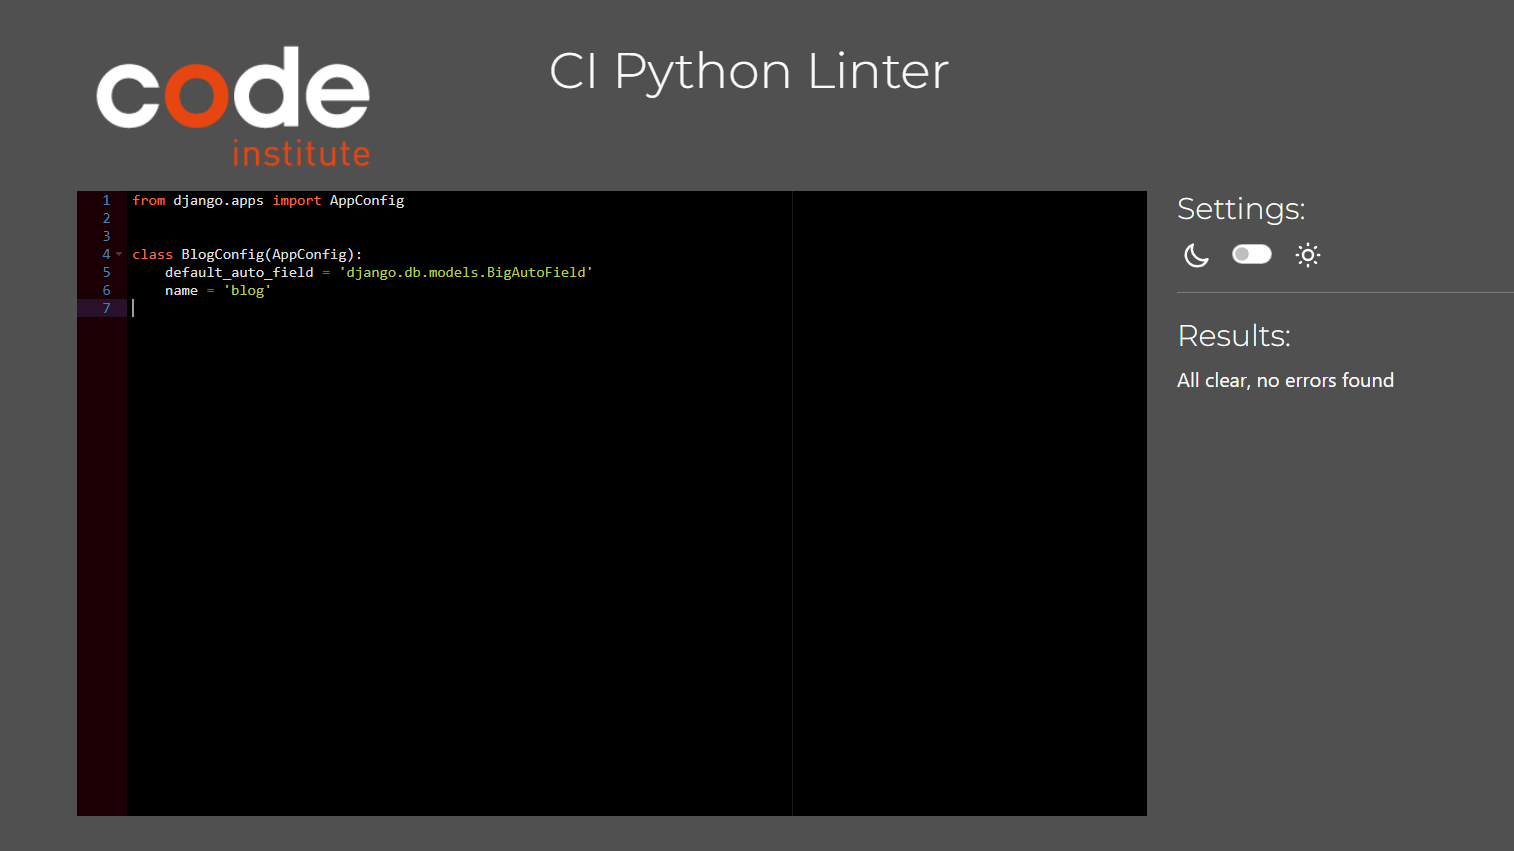 code
institute
CI Python Linter
1 from django.apps import AppConfig
2
3
4 class BlogConfig(AppConfig):
5     default_auto_field = 'django.db.models.BigAutoField'
6     name = 'blog'
7
Settings:
Results:
All clear, no errors found